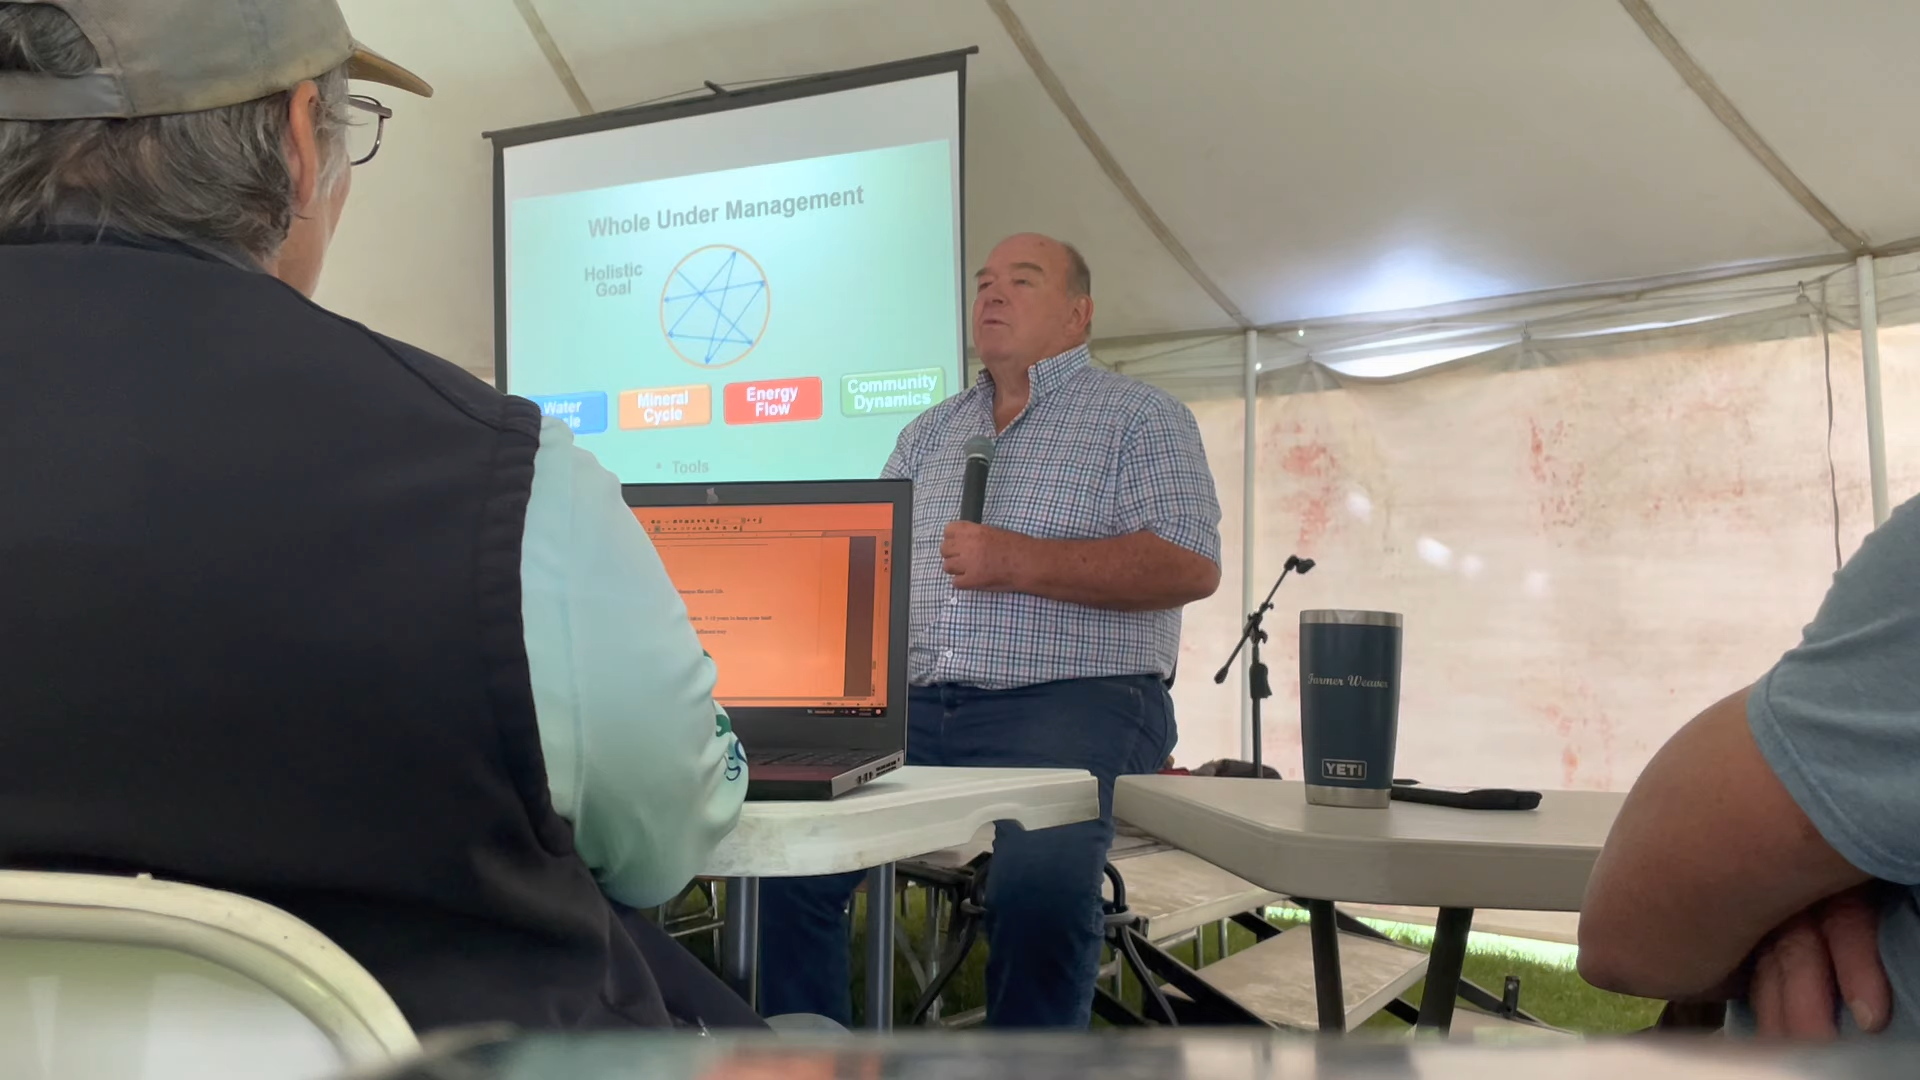 Whole Under Management
Holistic
Goal
Water
Mineral
Cycle
Energy
Flow
Community
Dynamics
• Tools
Farmer Weaver
YETI